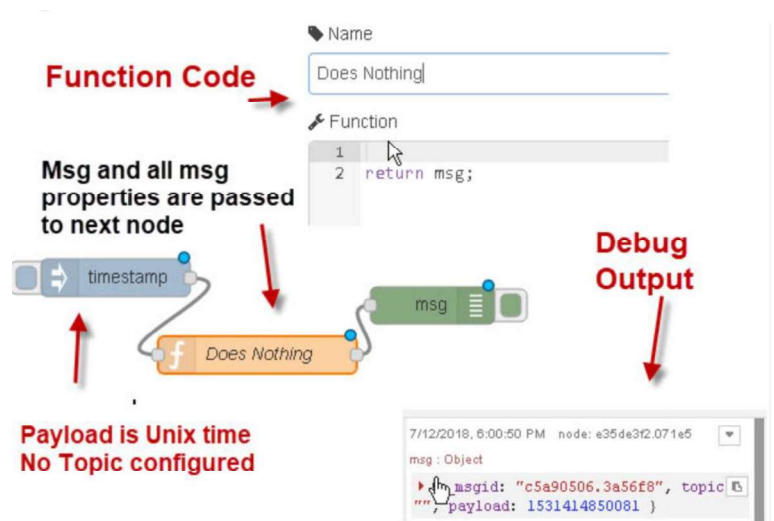 Name
Function Code
Does Nothing
Function
1
2 return msg;
Msg and all msg
properties are passed
to next node
Debug
Output
timestamp
msg
f Does Nothing
Payload is Unix time
No Topic configured
7/12/2018, 6:00:50 PM node: e35de3f2.071e5
msg : Object
_msgid: "c5a90506.3a56f8", topic
"", payload: 1531414850081 }